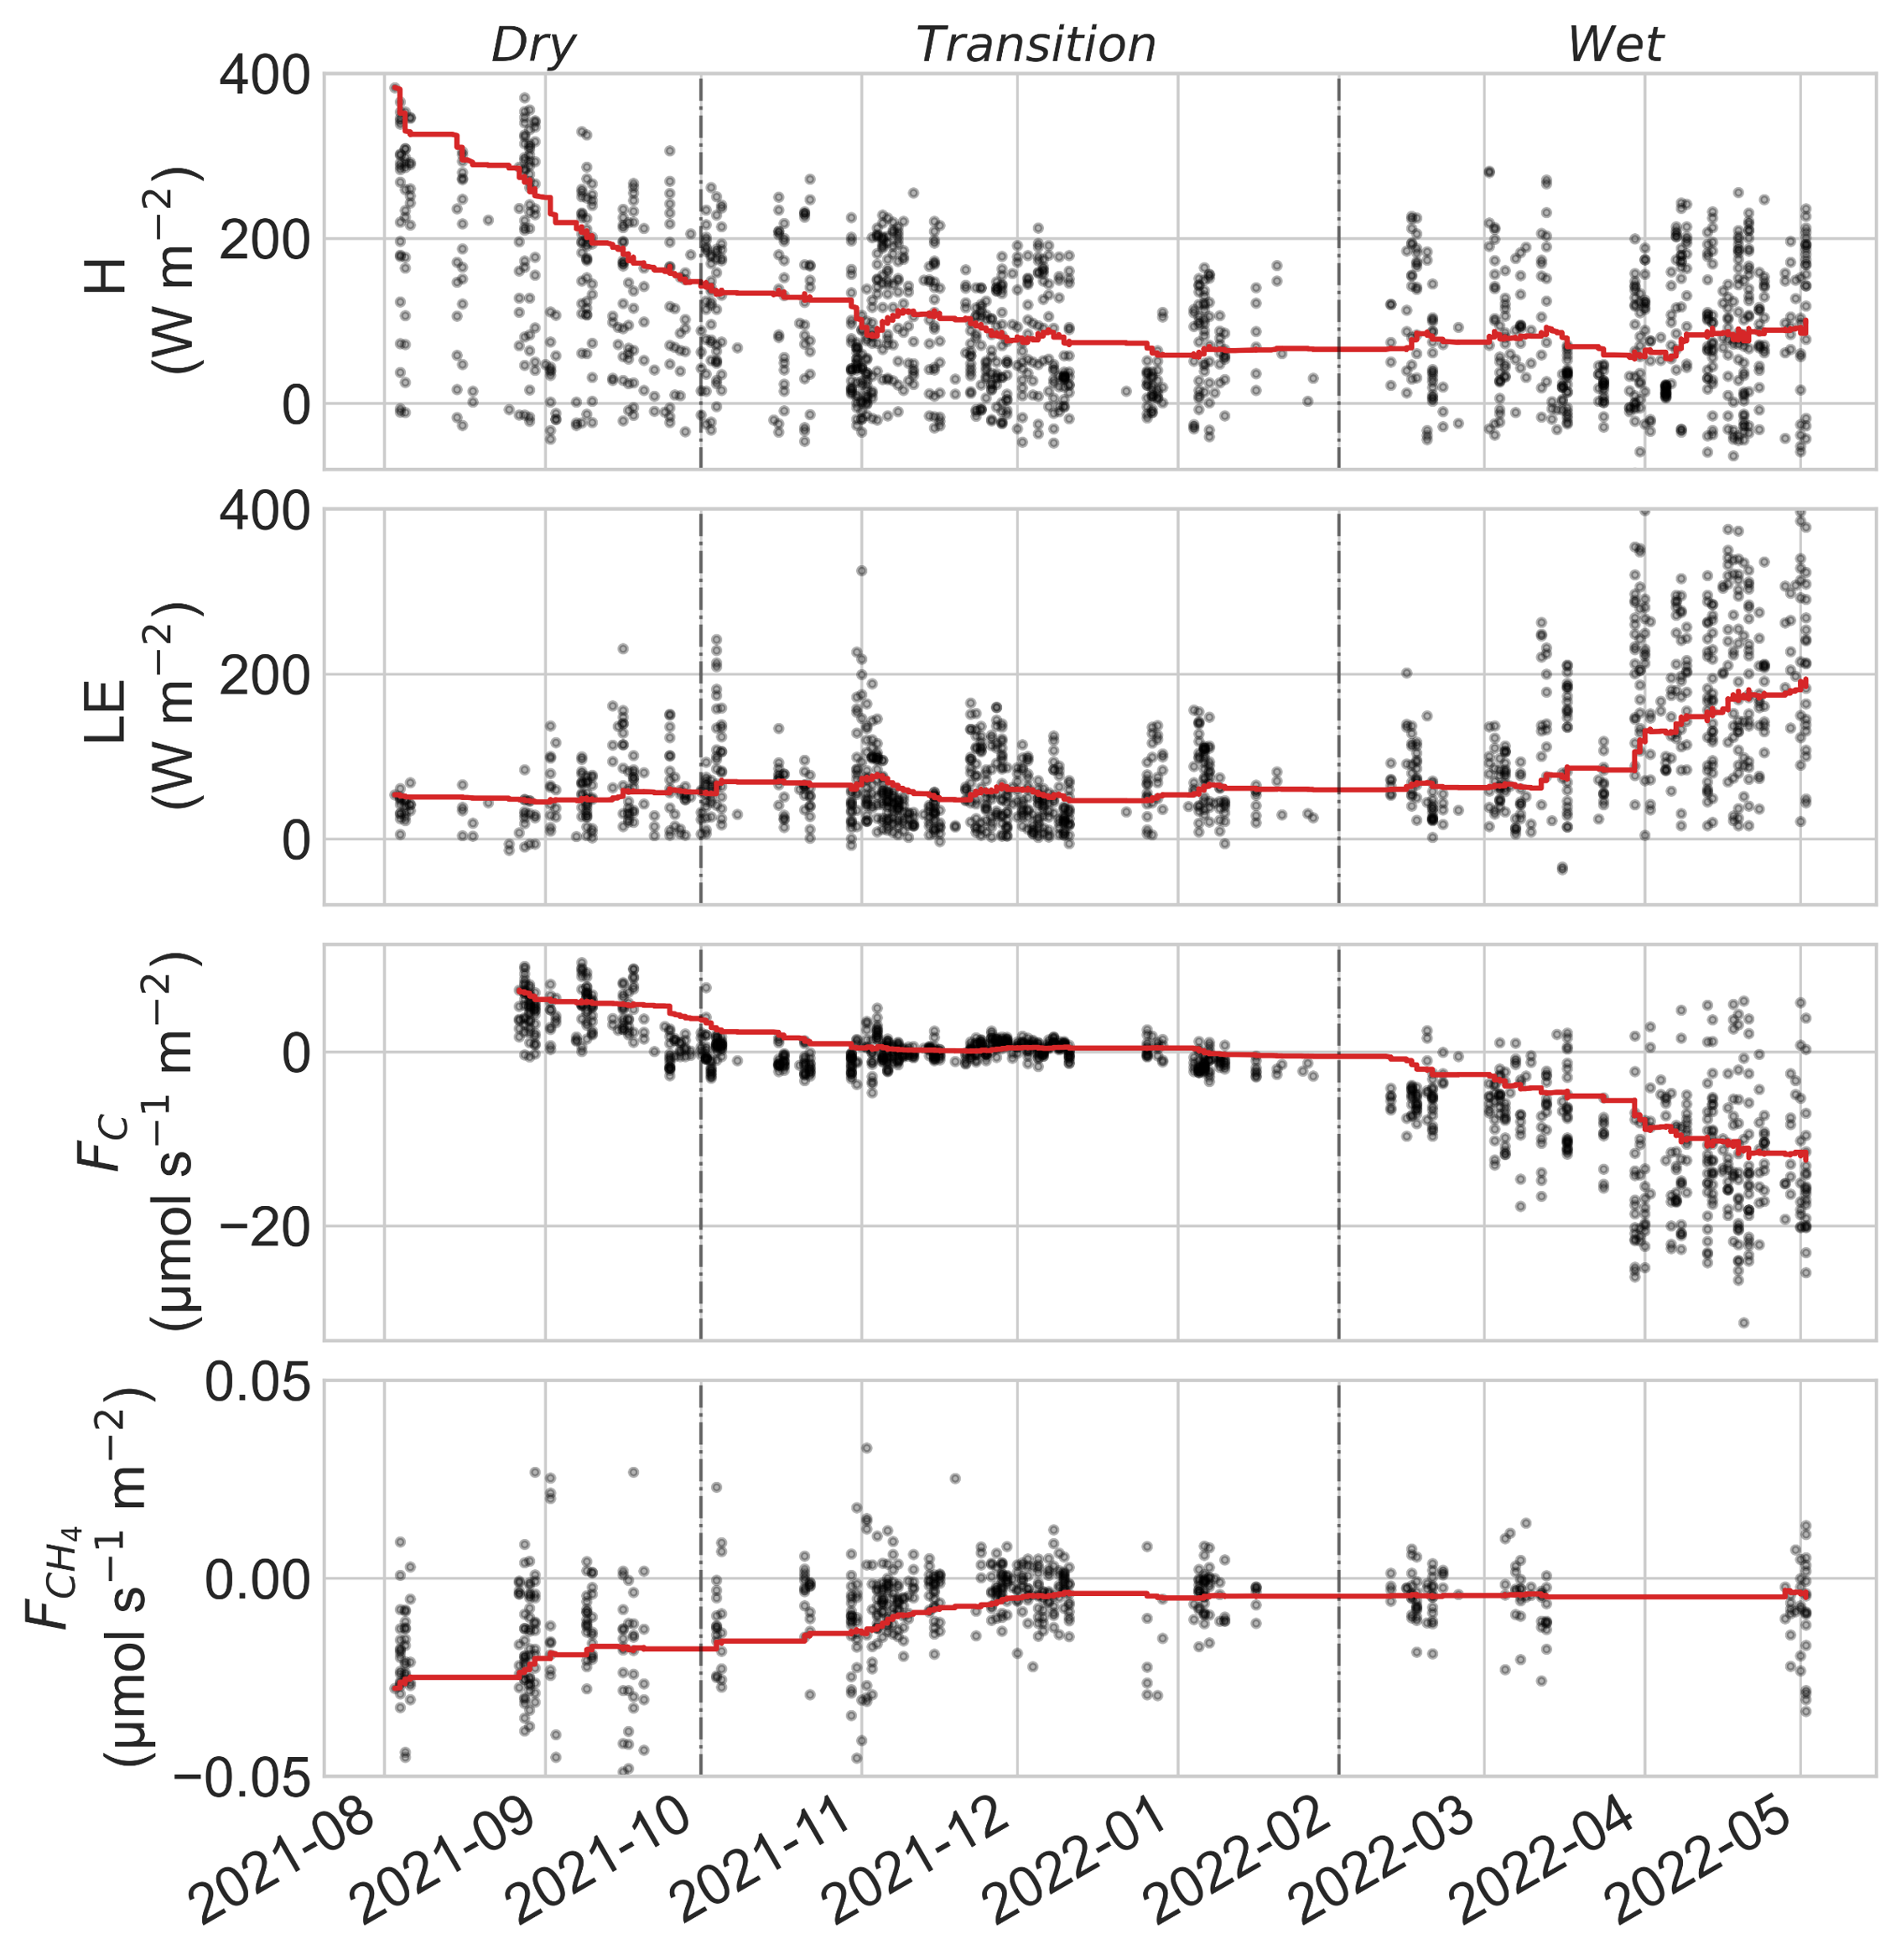 Dry Transition Wet
400
200
0
H
(W m⁻²)
400
200
0
LE
(W m⁻²)
0
−20
F_C
(µmol s⁻¹ m⁻²)
0.05
0.00
−0.05
F_CH₄
(µmol s⁻¹ m⁻²)
2021-08 2021-09 2021-10 2021-11 2021-12 2022-01 2022-02 2022-03 2022-04 2022-05